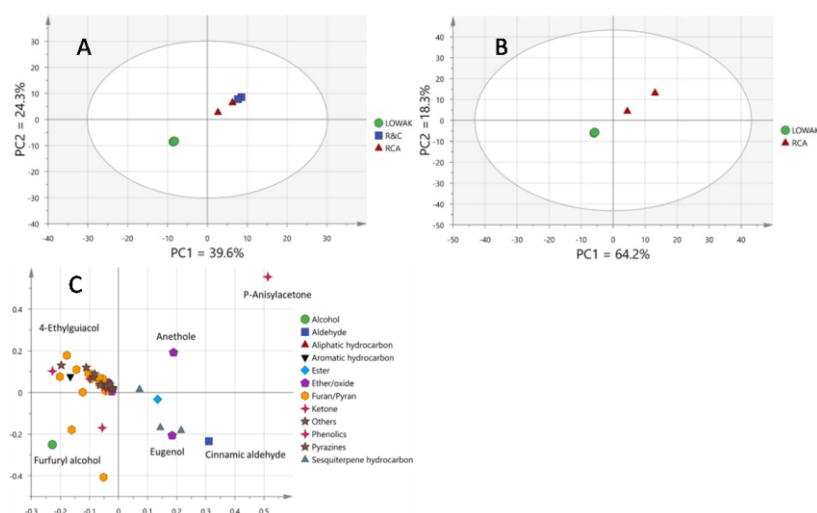 A
B
40
30
20
10
0
-10
-20
-30
-40
PC2 = 24.3%
-40
-30
-20
-10
0
10
20
30
PC1 = 39.6%
LOWAK
R&C
RCA
50
40
30
20
10
0
-10
-20
-30
-40
-50
PC2 =18.3%
-50
-40
-30
-20
-10
0
10
20
30
40
PC1 = 64.2%
LOWAK
RCA
C
P-Anisylacetone
4-Ethylguiacol
Anethole
Furfuryl alcohol
Eugenol
Cinnamic aldehyde
0.4
0.2
0
-0.2
-0.4
-0.3
-0.2
-0.1
0
0.1
0.2
0.3
0.4
0.5
Alcohol
Aldehyde
Aliphatic hydrocarbon
Aromatic hydrocarbon
Ester
Ether/oxide
Furan/Pyran
Ketone
Others
Phenolics
Pyrazines
Sesquiterpene hydrocarbon